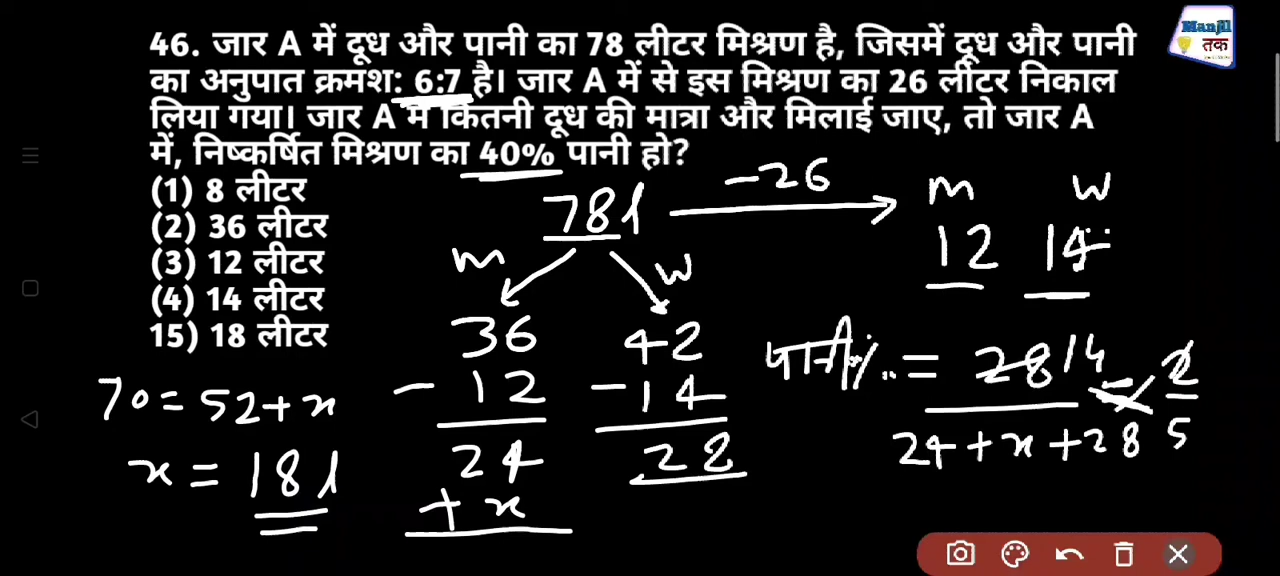 46. जार A में दूध और पानी का 78 लीटर मिश्रण है, जिसमें दूध और पानी
का अनुपात क्रमश: 6:7 है। जार A में से इस मिश्रण का 26 लीटर निकाल
लिया गया। जार A में कितनी दूध की मात्रा और मिलाई जाए, तो जार A
में, निष्कर्षित मिश्रण का 40% पानी हो?
(1) 8 लीटर
(2) 36 लीटर
(3) 12 लीटर
(4) 14 लीटर
15) 18 लीटर
Manjil
तक
78l
-26
m w
12 14
m w
36 42
- 12 - 14
24 28
+ x
पानी% = 28 14 = 2
24 + x + 28 5
70 = 52 + x
x = 18l